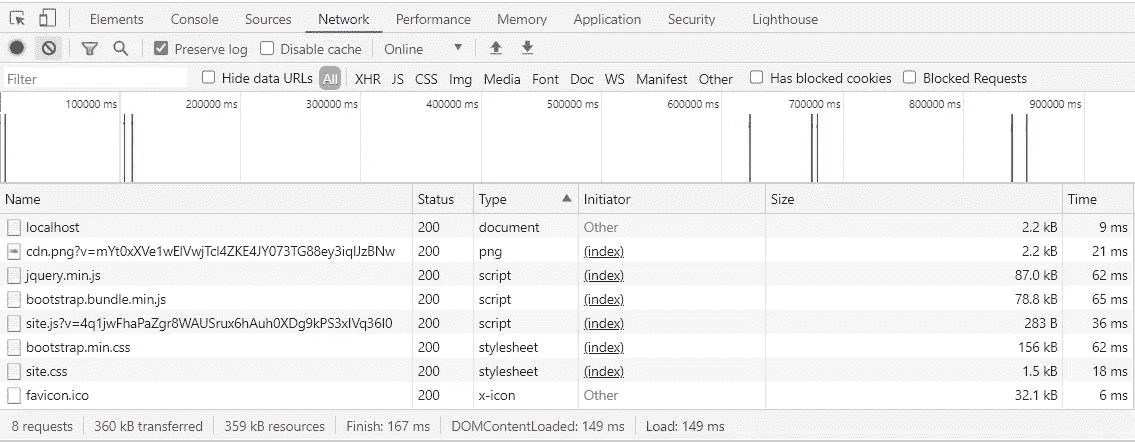 Elements Console Sources Network Performance Memory Application Security Lighthouse
Preserve log Disable cache Online
Filter Hide data URLs All XHR JS CSS Img Media Font Doc WS Manifest Other Has blocked cookies Blocked Requests
100000 ms 200000 ms 300000 ms 400000 ms 500000 ms 600000 ms 700000 ms 800000 ms 900000 ms
Name Status Type Initiator Size Time
localhost 200 document Other 2.2 kB 9 ms
cdn.png?v=mYt0xXVe1wElVwjTcl4ZKE4JY073TG88ey3iqlJzBNw 200 png (index) 2.2 kB 21 ms
jquery.min.js 200 script (index) 87.0 kB 62 ms
bootstrap.bundle.min.js 200 script (index) 78.8 kB 65 ms
site.js?v=4q1jwFhaPaZgr8WAUSrux6hAuh0XDg9kPS3xIVq36I0 200 script (index) 283 B 36 ms
bootstrap.min.css 200 stylesheet (index) 156 kB 62 ms
site.css 200 stylesheet (index) 1.5 kB 18 ms
favicon.ico 200 x-icon Other 32.1 kB 6 ms
8 requests 360 kB transferred 359 kB resources Finish: 167 ms DOMContentLoaded: 149 ms Load: 149 ms